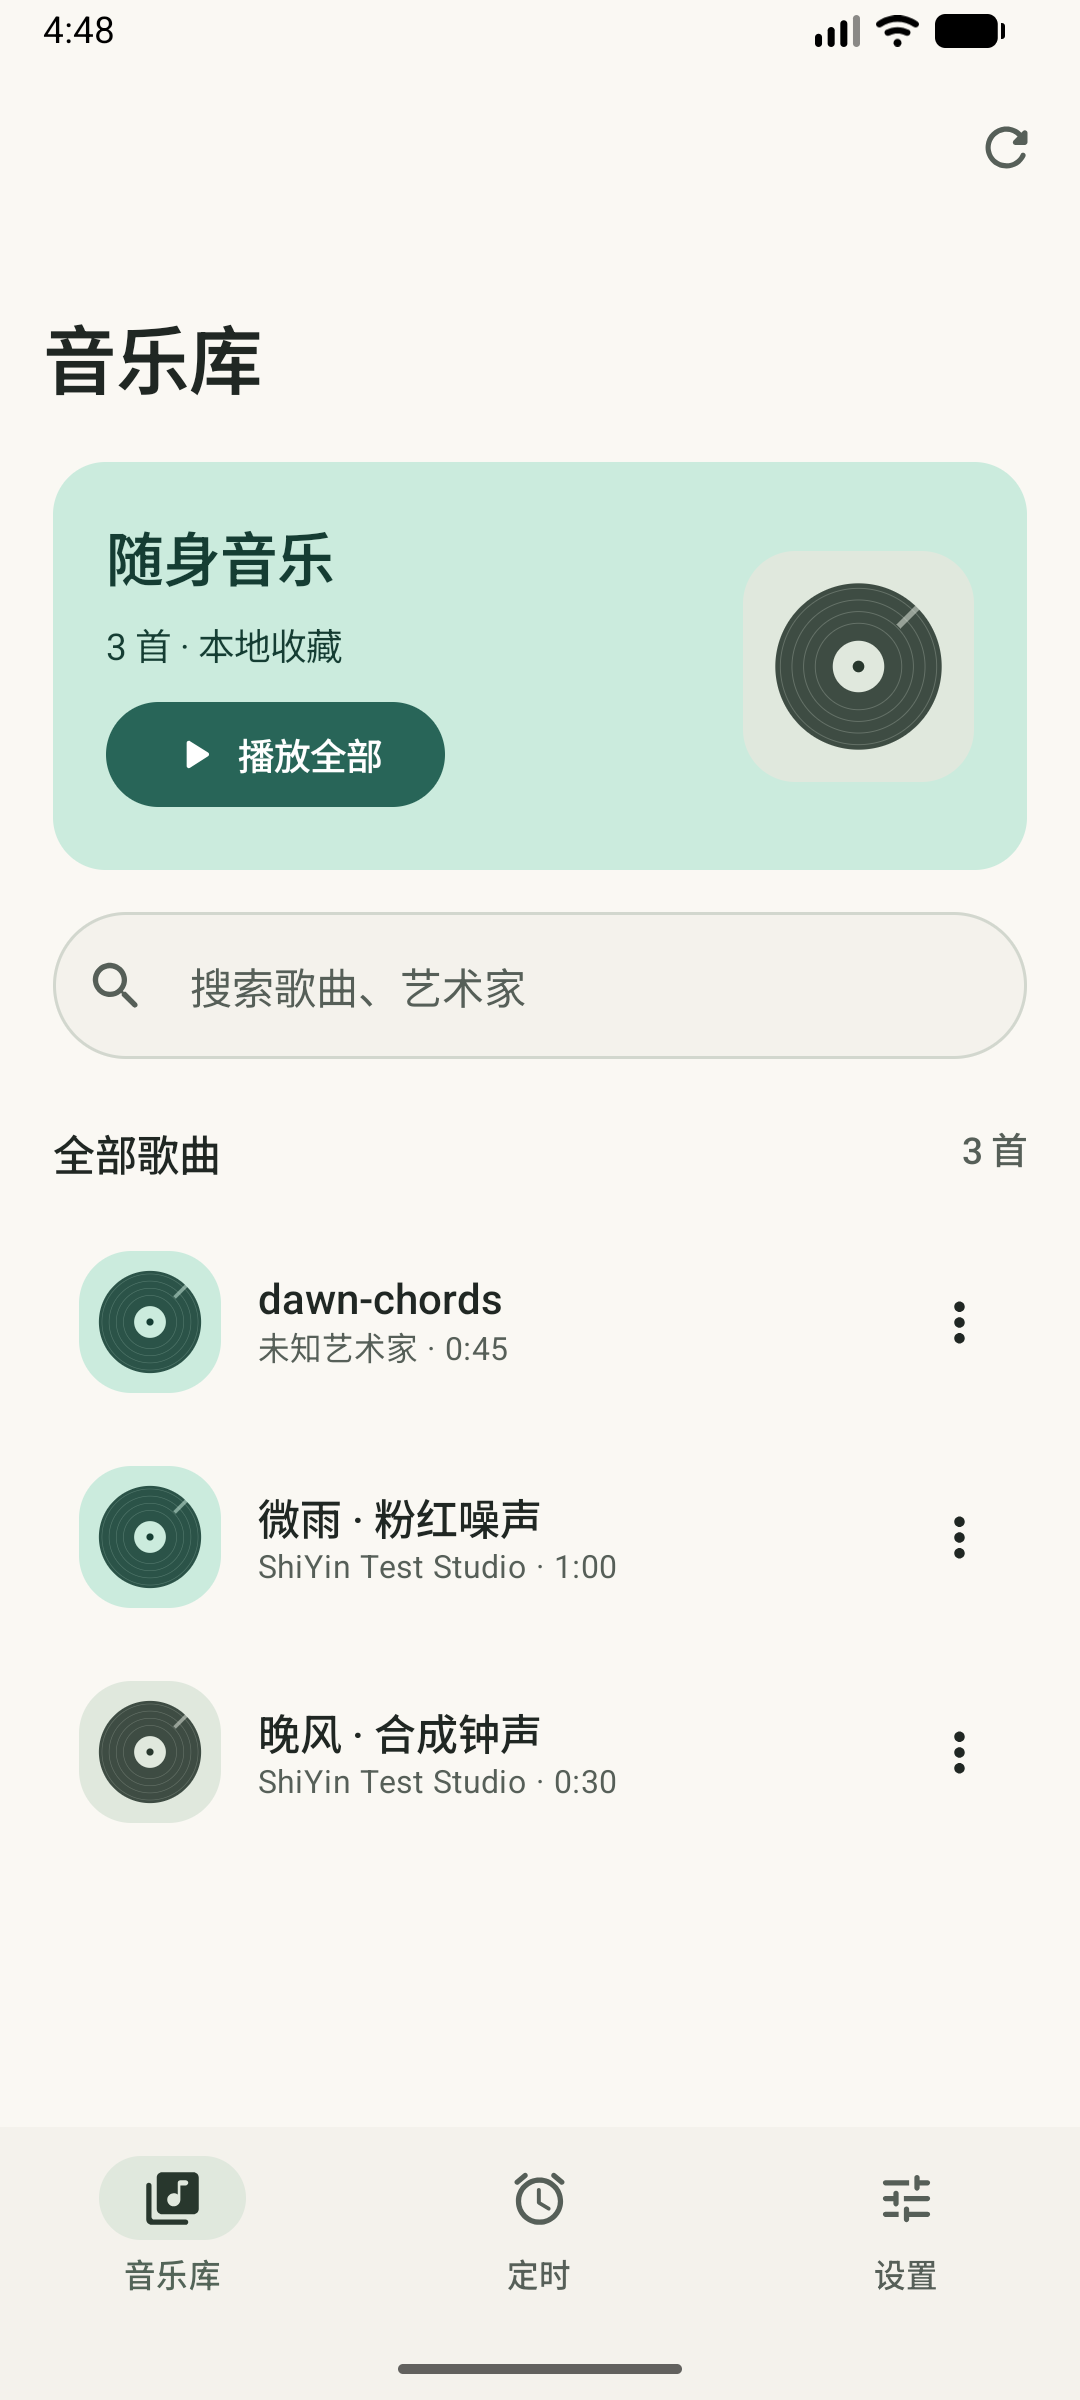 4:48
音乐库
随身音乐
3 首 · 本地收藏
播放全部
搜索歌曲、艺术家
全部歌曲
3 首
dawn-chords
未知艺术家 · 0:45
微雨 · 粉红噪声
ShiYin Test Studio · 1:00
晚风 · 合成钟声
ShiYin Test Studio · 0:30
音乐库
定时
设置